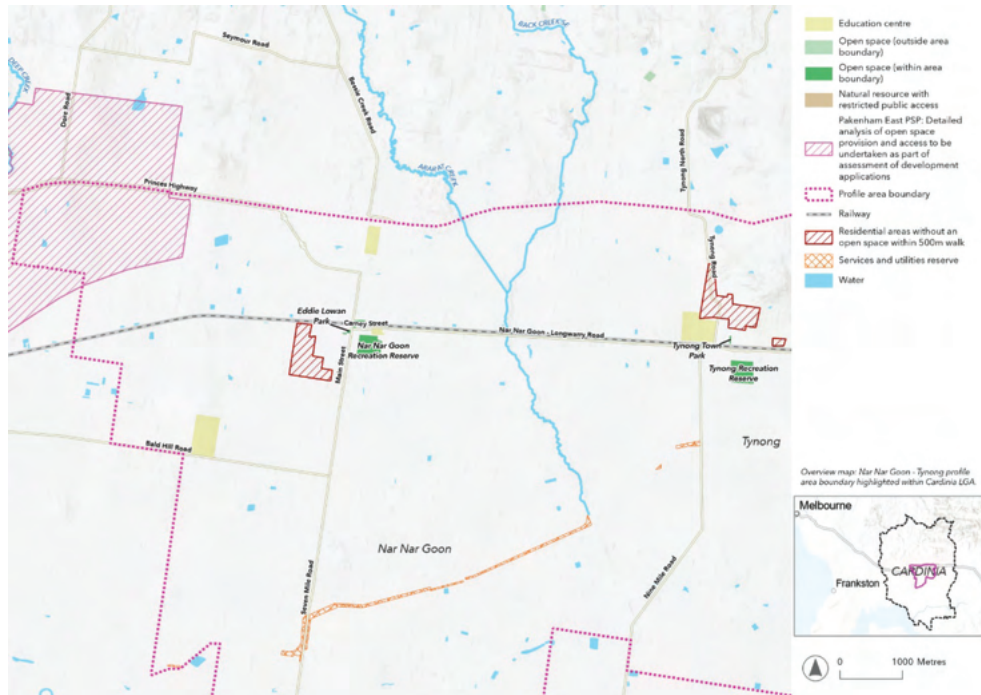 BACK CREEK
Seymour Road
DEEP CREEK
Dore Road
Bessie Creek Road
ARARAT CREEK
Tynong North Road
Princes Highway
Tynong Road
Eddie Lowan
Park
Carney Street
Nar Nar Goon - Longwarry Road
Nar Nar Goon
Recreation Reserve
Main Street
Tynong Town
Park
Tynong Recreation
Reserve
Bald Hill Road
Tynong
Nar Nar Goon
Seven Mile Road
Nine Mile Road
Education centre
Open space (outside area
boundary)
Open space (within area
boundary)
Natural resource with
restricted public access
Pakenham East PSP: Detailed
analysis of open space
provision and access to be
undertaken as part of
assessment of development
applications
Profile area boundary
Railway
Residential areas without an
open space within 500m walk
Services and utilities reserve
Water
Overview map: Nar Nar Goon - Tynong profile
area boundary highlighted within Cardinia LGA.
Melbourne
CARDINIA
Frankston
0 1000 Metres